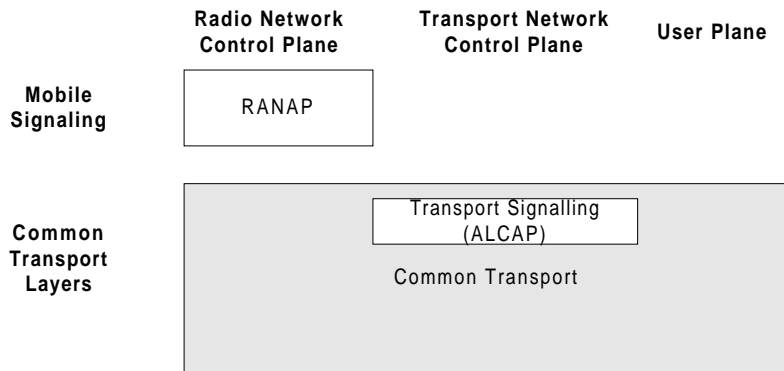 Radio Network
Control Plane
Transport Network
Control Plane
User Plane
Mobile
Signaling
RANAP
Common
Transport
Layers
Transport Signalling
(ALCAP)
Common Transport